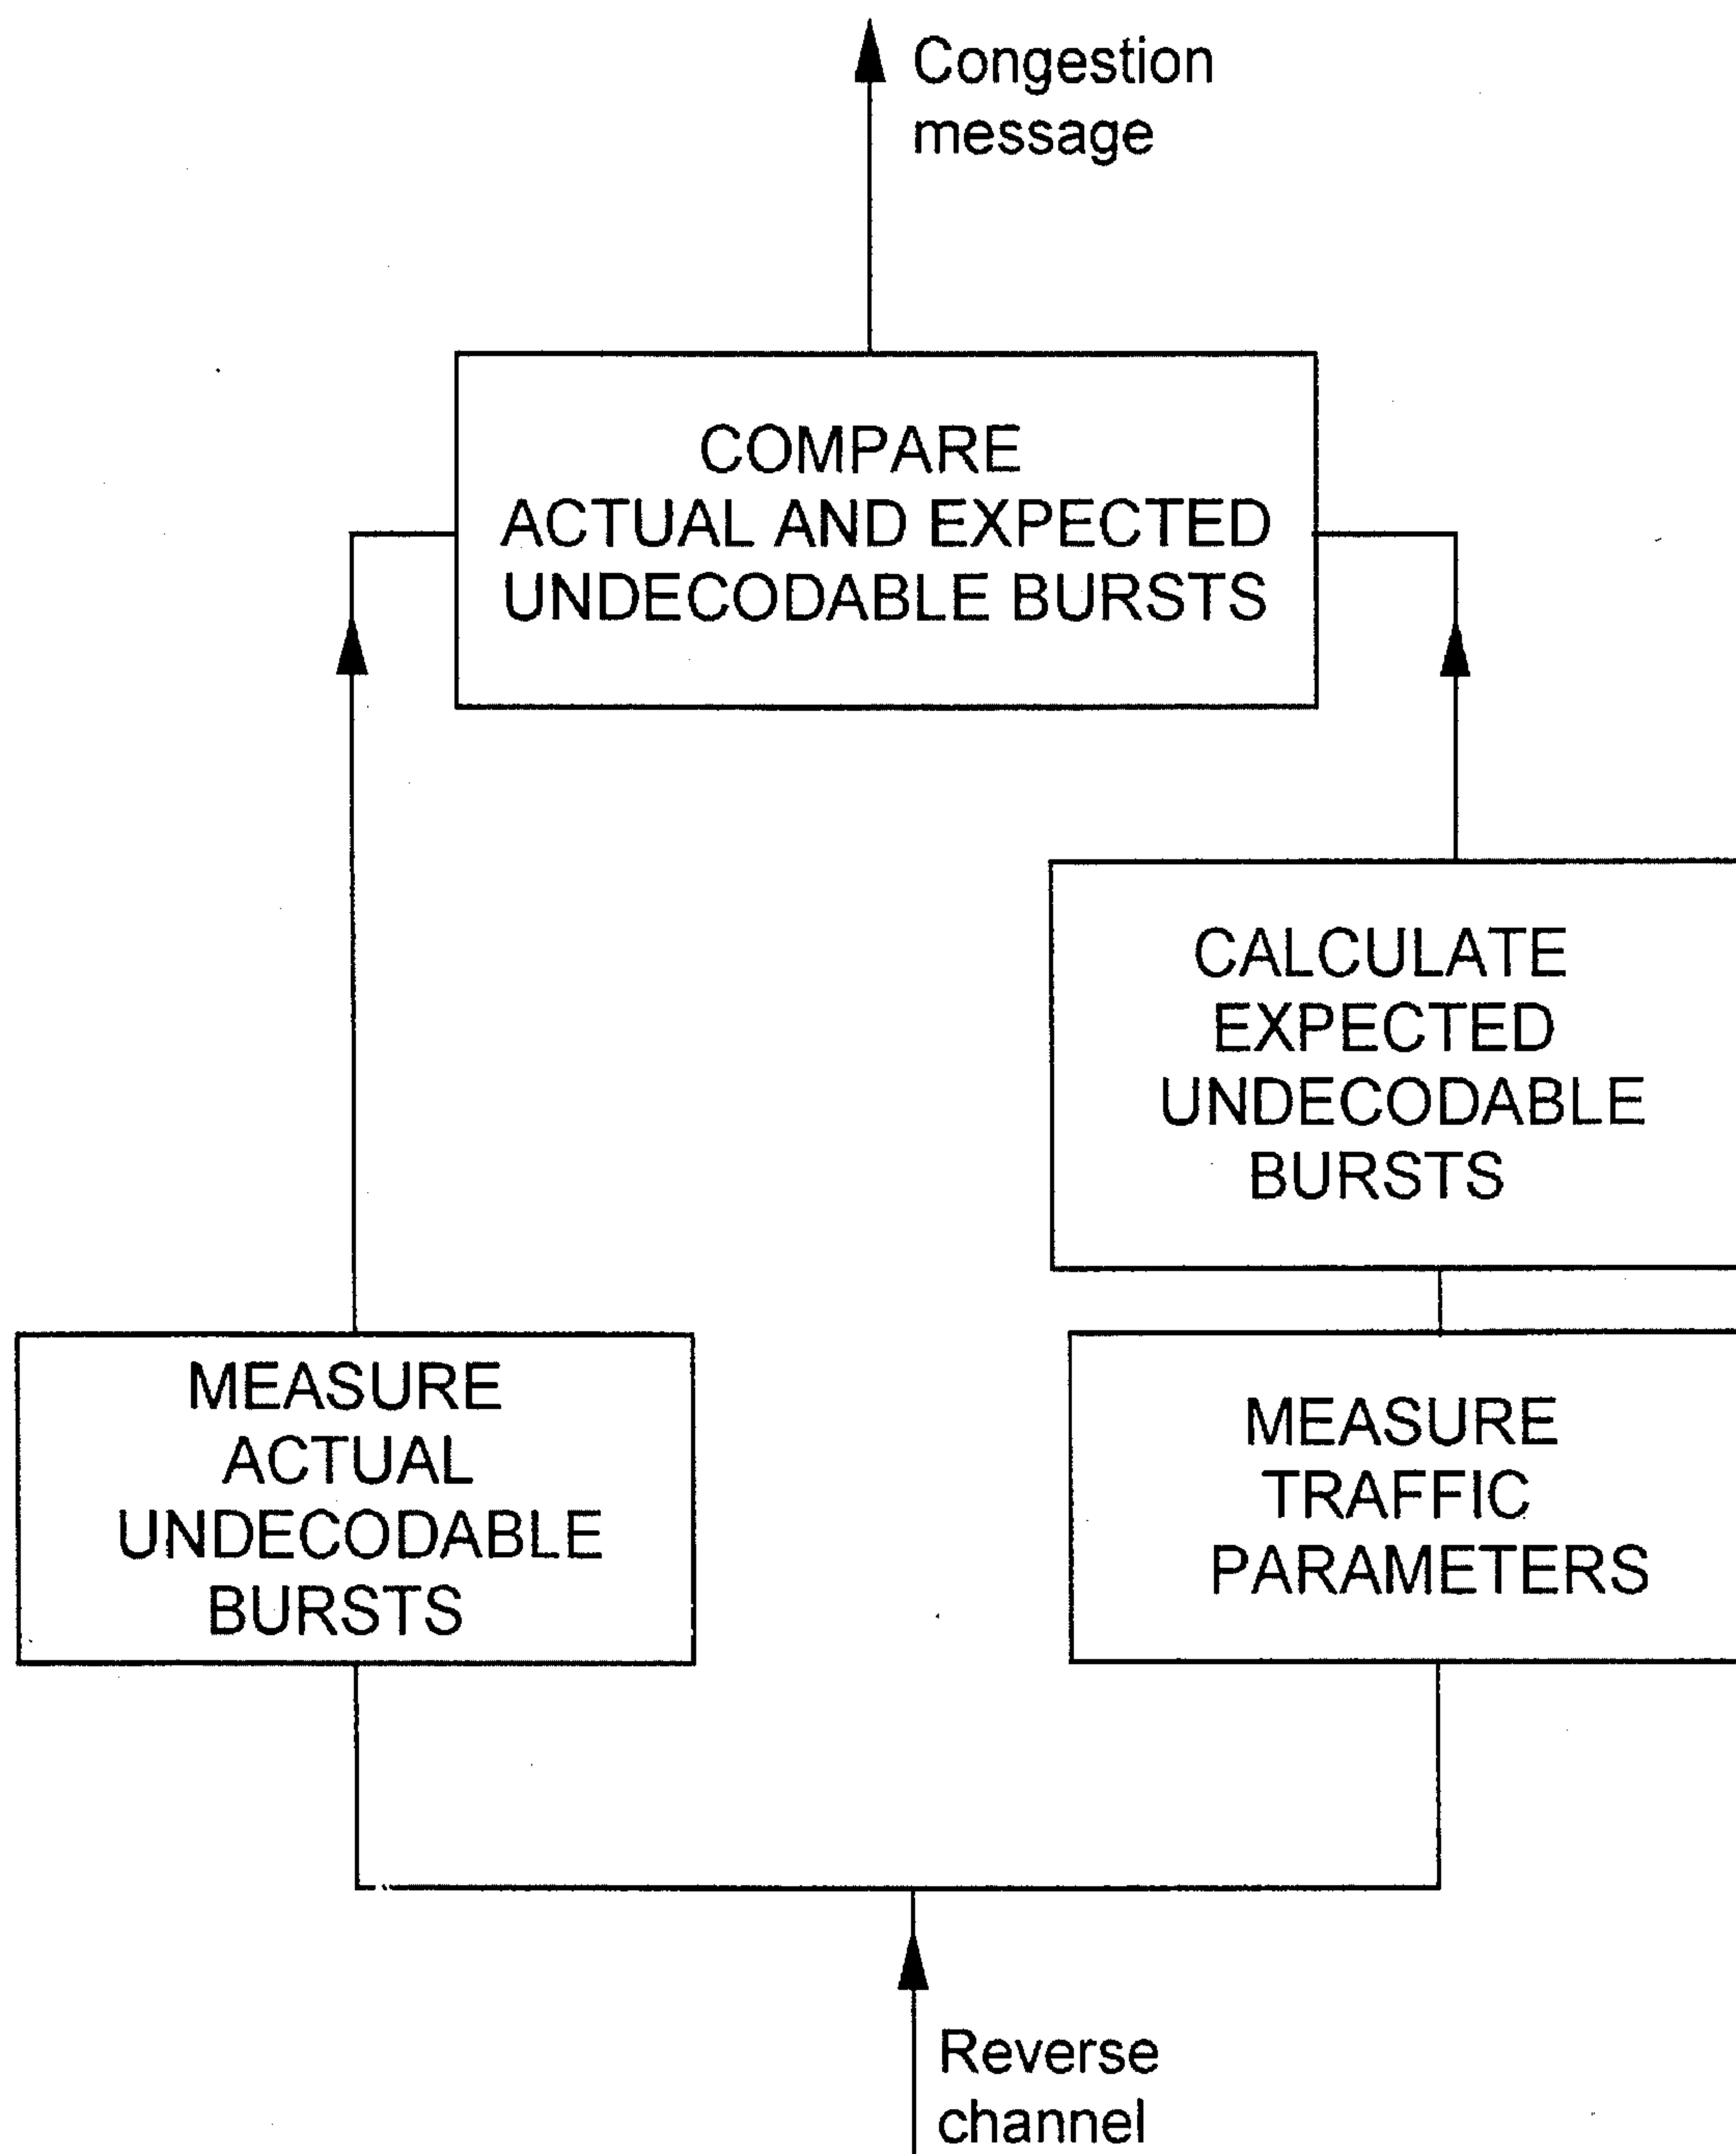 Congestion
message
COMPARE
ACTUAL AND EXPECTED
UNDECODABLE BURSTS
CALCULATE
EXPECTED
UNDECODABLE
BURSTS
MEASURE
ACTUAL
UNDECODABLE
BURSTS
MEASURE
TRAFFIC
PARAMETERS
Reverse
channel